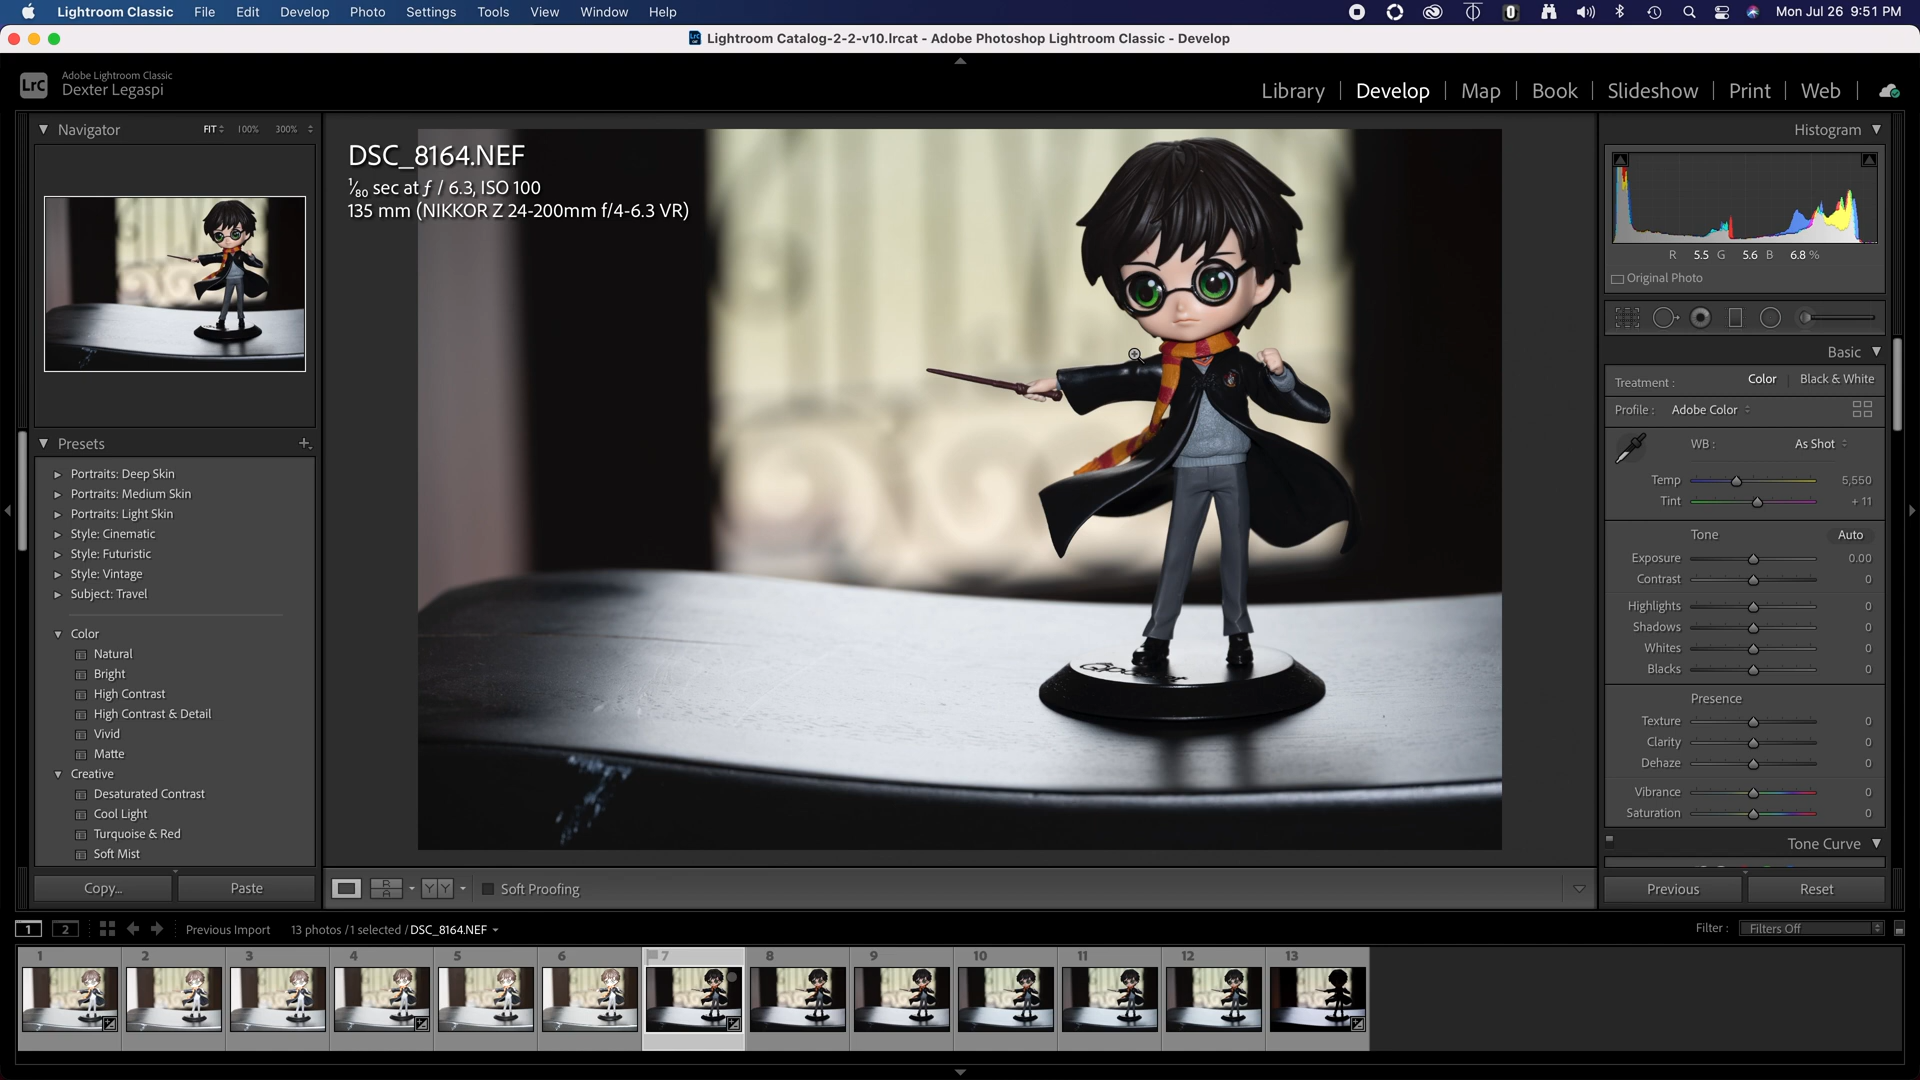 Lightroom Classic File Edit Develop Photo Settings Tools View Window Help Mon Jul 26 9:51 PM
Lightroom Catalog-2-2-v10.lrcat - Adobe Photoshop Lightroom Classic - Develop
LrC
Adobe Lightroom Classic
Dexter Legaspi
Library | Develop | Map | Book | Slideshow | Print | Web
Navigator FIT 100% 300%
DSC_8164.NEF
1/80 sec at ƒ / 6.3, ISO 100
135 mm (NIKKOR Z 24-200mm f/4-6.3 VR)
Presets +
Portraits: Deep Skin
Portraits: Medium Skin
Portraits: Light Skin
Style: Cinematic
Style: Futuristic
Style: Vintage
Subject: Travel
Color
Natural
Bright
High Contrast
High Contrast & Detail
Vivid
Matte
Creative
Desaturated Contrast
Cool Light
Turquoise & Red
Soft Mist
Copy... Paste
Soft Proofing
Histogram
R 5.5 G 5.6 B 6.8 %
Original Photo
Basic
Treatment : Color Black & White
Profile : Adobe Color
WB : As Shot
Temp 5,550
Tint + 11
Tone Auto
Exposure 0.00
Contrast 0
Highlights 0
Shadows 0
Whites 0
Blacks 0
Presence
Texture 0
Clarity 0
Dehaze 0
Vibrance 0
Saturation 0
Tone Curve
Previous Reset
1 2 Previous Import 13 photos / 1 selected / DSC_8164.NEF Filter : Filters Off
1 2 3 4 5 6 7 8 9 10 11 12 13